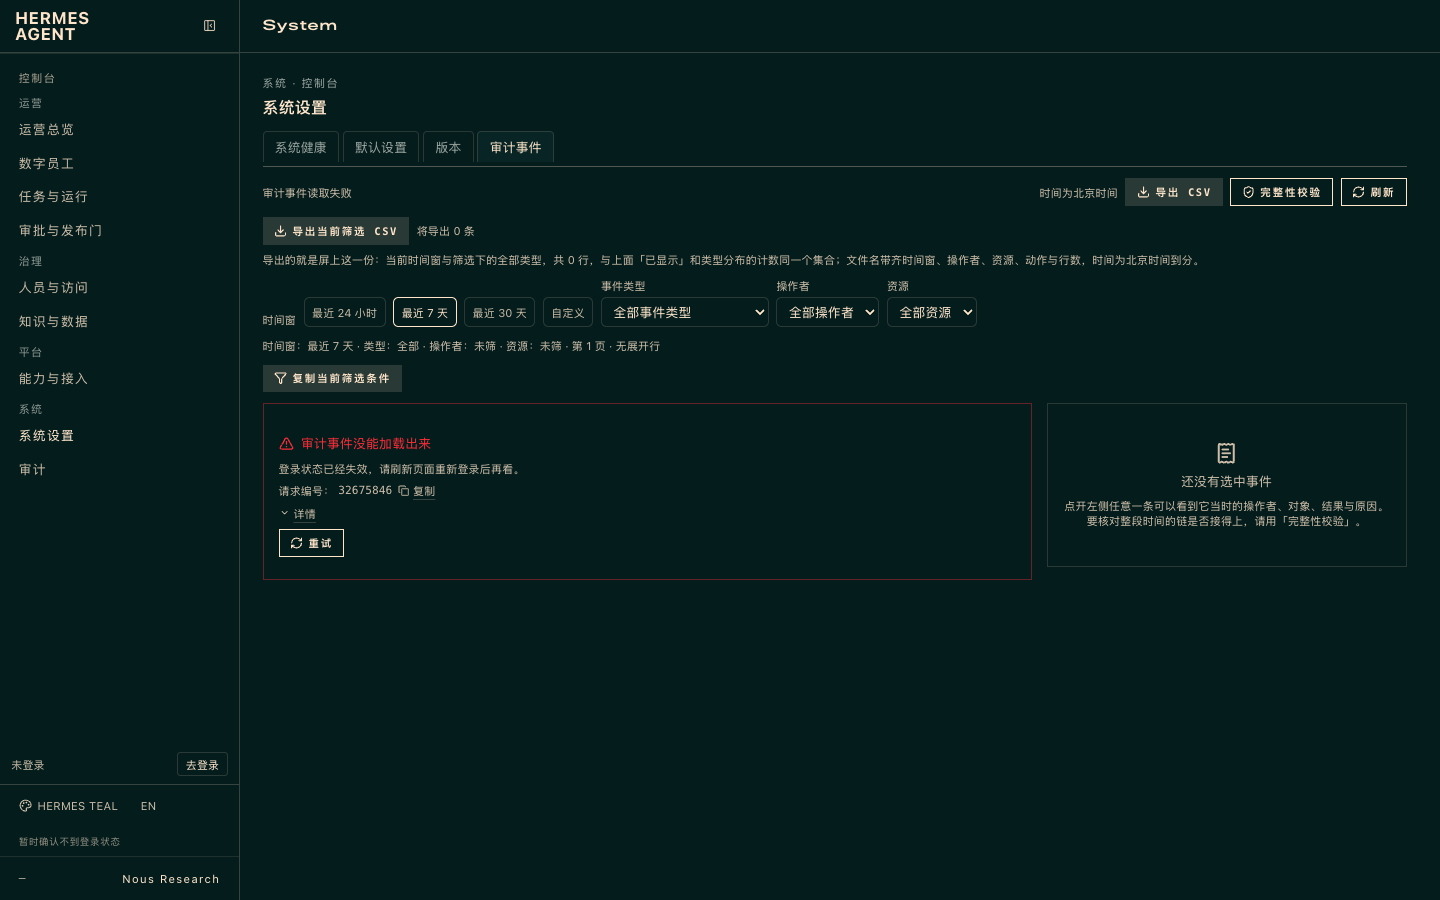 HERMES
AGENT
System
控制台
运营
运营总览
数字员工
任务与运行
审批与发布门
治理
人员与访问
知识与数据
平台
能力与接入
系统
系统设置
审计
未登录
去登录
HERMES TEAL
EN
暂时确认不到登录状态
—
Nous Research
系统 · 控制台
系统设置
系统健康
默认设置
版本
审计事件
审计事件读取失败
时间为北京时间
导出 CSV
完整性校验
刷新
导出当前筛选 CSV
将导出 0 条
导出的就是屏上这一份：当前时间窗与筛选下的全部类型，共 0 行，与上面「已显示」和类型分布的计数同一个集合；文件名带齐时间窗、操作者、资源、动作与行数，时间为北京时间到分。
时间窗
最近 24 小时
最近 7 天
最近 30 天
自定义
事件类型
全部事件类型
操作者
全部操作者
资源
全部资源
时间窗：最近 7 天 · 类型：全部 · 操作者：未筛 · 资源：未筛 · 第 1 页 · 无展开行
复制当前筛选条件
审计事件没能加载出来
登录状态已经失效，请刷新页面重新登录后再看。
请求编号： 32675846 复制
详情
重试
还没有选中事件
点开左侧任意一条可以看到它当时的操作者、对象、结果与原因。
要核对整段时间的链是否接得上，请用「完整性校验」。